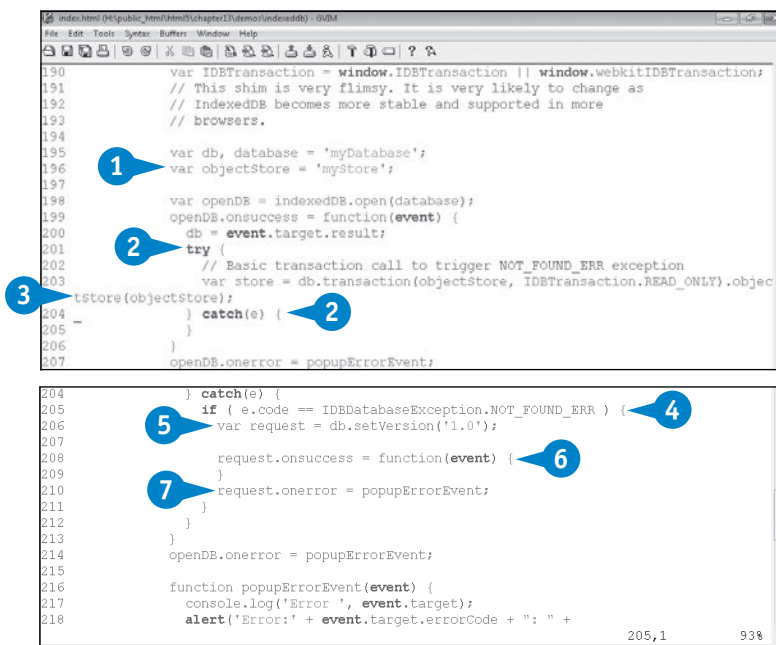 index.html (H:\public_html\html5\chapter13\demos\indexeddb) - GVIM
File Edit Tools Syntax Buffers Window Help
190 var IDBTransaction = window.IDBTransaction || window.webkitIDBTransaction;
191 // This shim is very flimsy. It is very likely to change as
192 // IndexedDB becomes more stable and supported in more
193 // browsers.
194
195 var db, database = 'myDatabase';
1
196 var objectStore = 'myStore';
197
198 var openDB = indexedDB.open(database);
199 openDB.onsuccess = function(event) {
200 db = event.target.result;
2
201 try {
202 // Basic transaction call to trigger NOT_FOUND_ERR exception
203 var store = db.transaction(objectStore, IDBTransaction.READ_ONLY).objec
3
tStore(objectStore);
204 } catch(e) {
2
205 }
206 }
207 openDB.onerror = popupErrorEvent;
204 } catch(e) {
205 if ( e.code == IDBDatabaseException.NOT_FOUND_ERR ) {
4
5
206 var request = db.setVersion('1.0');
207
208 request.onsuccess = function(event) {
6
209 }
7
210 request.onerror = popupErrorEvent;
211 }
212 }
213 }
214 openDB.onerror = popupErrorEvent;
215
216 function popupErrorEvent(event) {
217 console.log('Error ', event.target);
218 alert('Error:' + event.target.errorCode + ": " +
205,1 93%